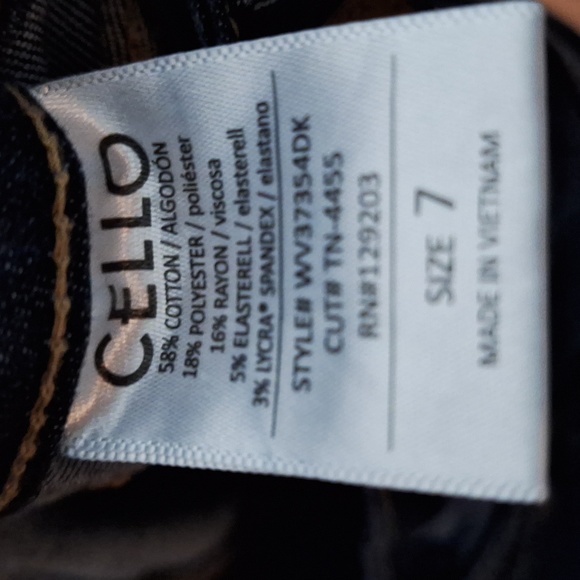 CELLO
58% COTTON / ALGODÓN
18% POLYESTER / poliéster
16% RAYON / viscosa
5% ELASTERELL / elasterell
3% LYCRA® SPANDEX / elastano
STYLE# WV37354DK
CUT# TN-4455
RN#129203
SIZE 7
MADE IN VIETNAM